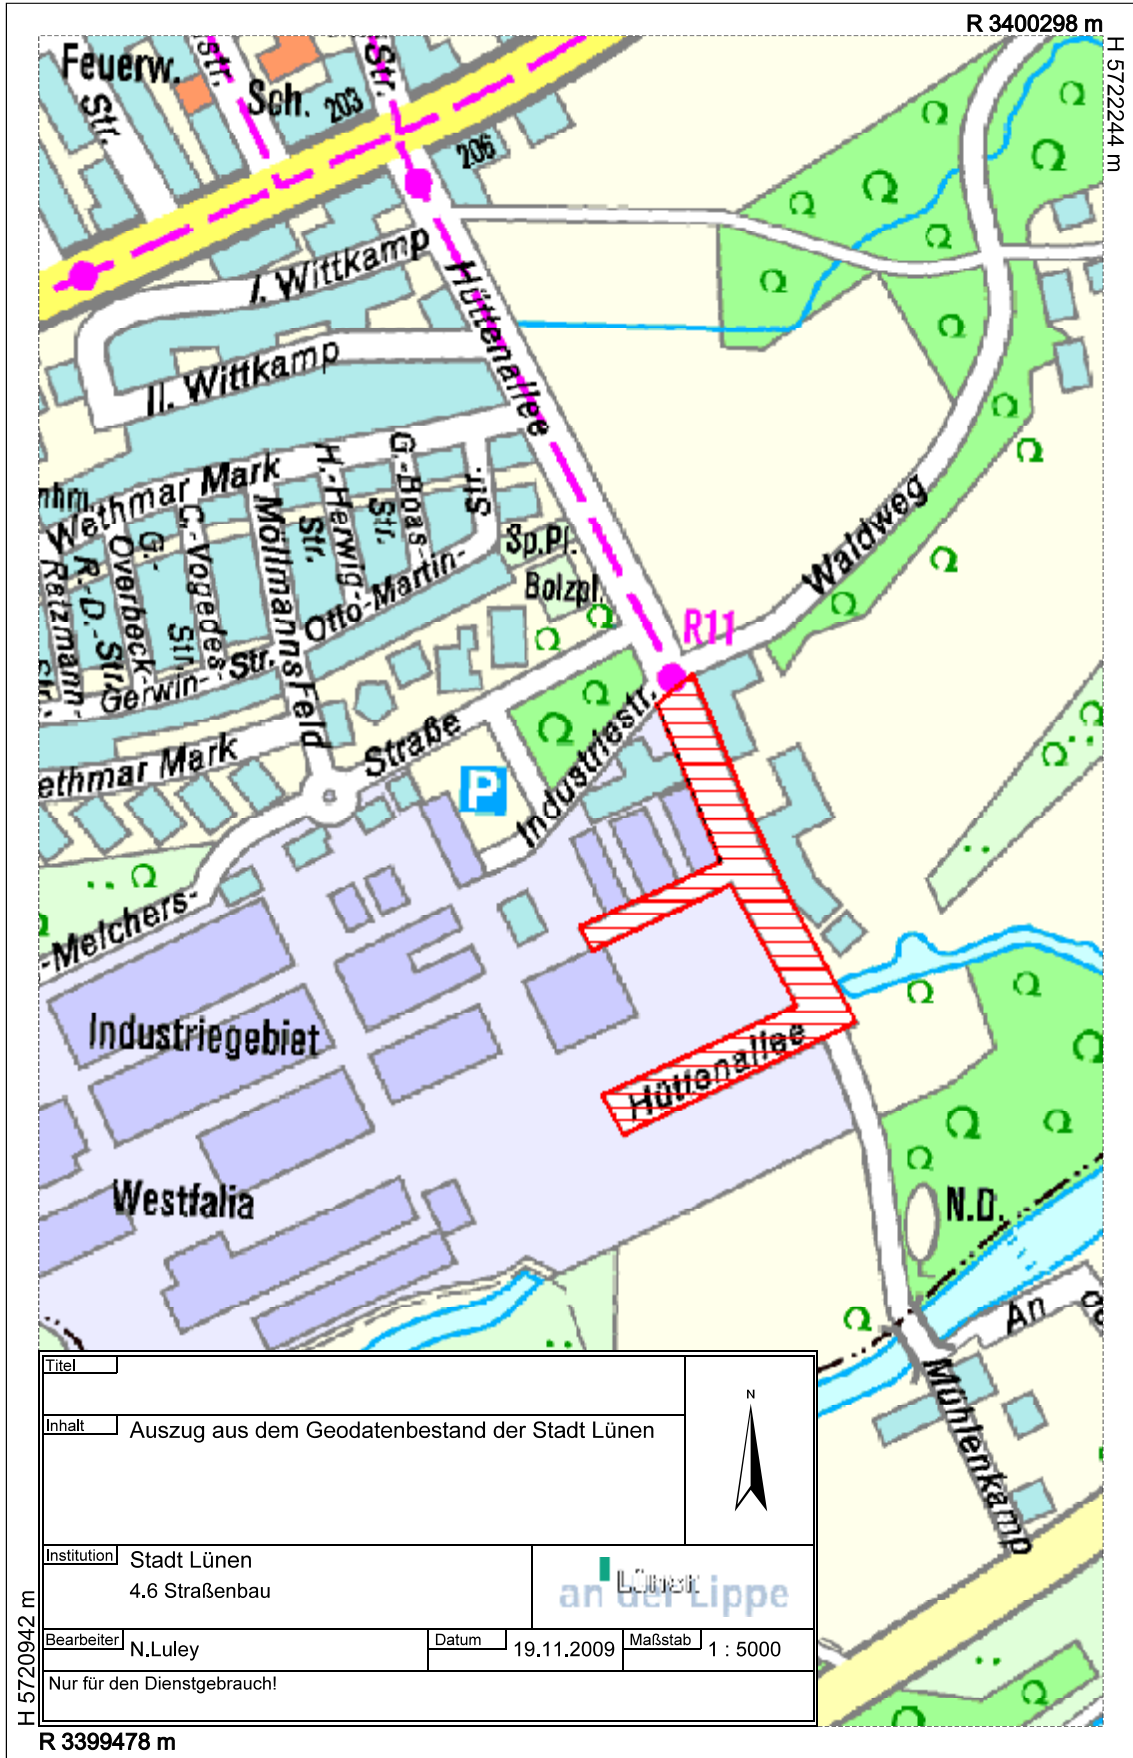 R 3400298 m
H 5722244 m
Feuerw.
Str.
Str.
Sch.
203
Str.
206
I. Wittkamp
Hüttenallee
II. Wittkamp
Wethmar Mark
H.-Herwig-
Str.
G.-Boas-
Str.
Str.
Otto-Martin-
Möllmanns Feld
C.-Vogedes-
Str.
G.-
Overbeck-
R.-D.-Str.
Ratzmann-
Str.
Gerwin-
Str.
Sp.Pl.
Bolzpl.
Waldweg
R11
Industriestr.
Straße
ethmar Mark
P
Industriestr.
-Melchers-
Industriegebiet
Hüttenallee
Westfalia
N.D.
An
Mühlenkamp
Titel
N
Inhalt
Auszug aus dem Geodatenbestand der Stadt Lünen
Institution
Stadt Lünen
4.6 Straßenbau
Lünen
an der Lippe
Bearbeiter
N.Luley
Datum
19.11.2009
Maßstab
1 : 5000
Nur für den Dienstgebrauch!
H 5720942 m
R 3399478 m